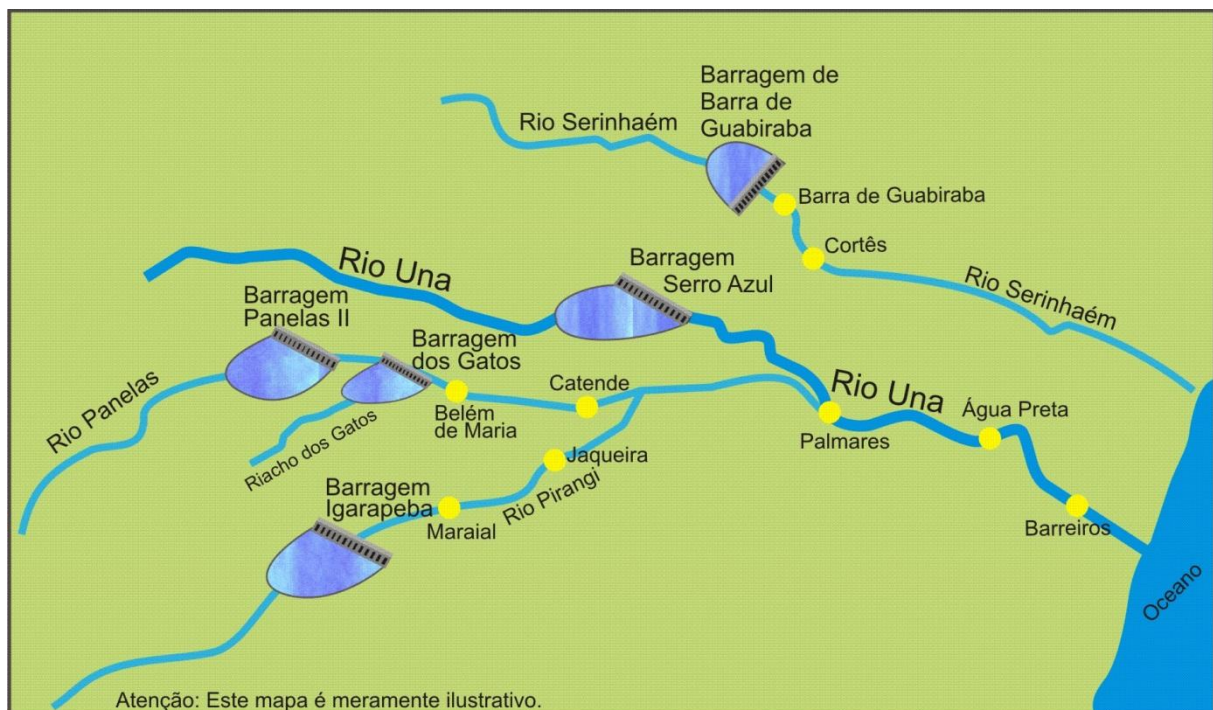 Barragem de
Barra de
Guabiraba
Rio Serinhaém
Barra de Guabiraba
Cortês
Rio Serinhaém
Rio Una
Barragem
Serro Azul
Barragem
Panelas II
Barragem
dos Gatos
Rio Panelas
Riacho dos Gatos
Belém
de Maria
Catende
Rio Una
Palmares
Água Preta
Jaqueira
Rio Pirangi
Barragem
Igarapeba
Maraial
Barreiros
Oceano
Atenção: Este mapa é meramente ilustrativo.